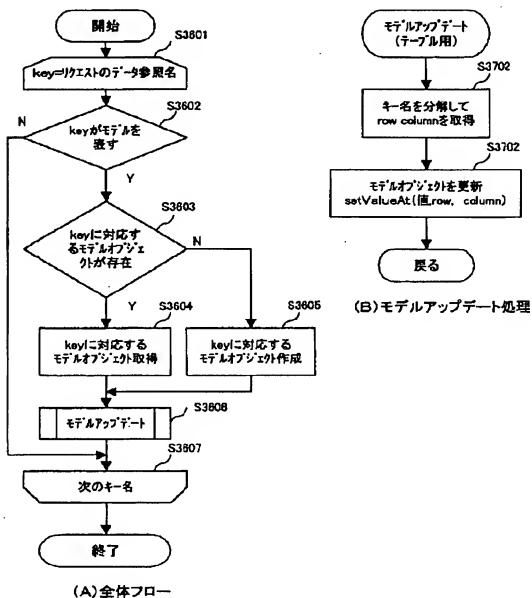 開始
S3601
key=リクエストのデータ参照名
S3602
N
keyがモデルを
表す
Y
S3603
keyに対応す
るモデルオブジェ
クトが存在
N
Y
S3604
keyに対応する
モデルオブジェクト取得
S3605
keyに対応する
モデルオブジェクト作成
S3606
モデルアップデート
S3607
次のキー名
終了
(A)全体フロー
モデルアップデート
(テーブル用)
S3702
キー名を分解して
row columnを取得
S3702
モデルオブジェクトを更新
setValueAt(値,row, column)
戻る
(B)モデルアップデート処理